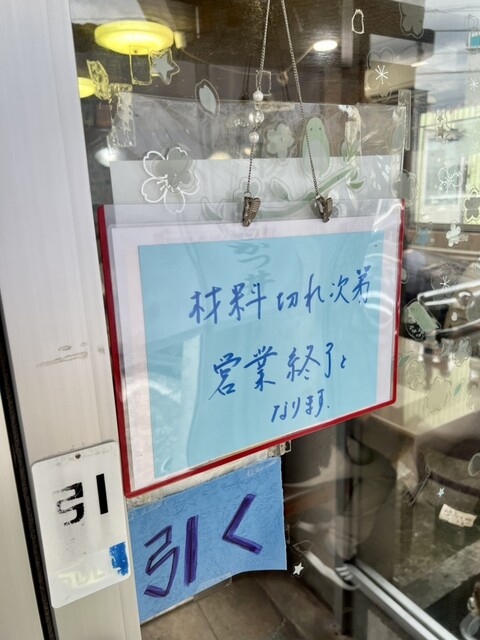 材料切れ次第
営業終了と
なります.
引
引く